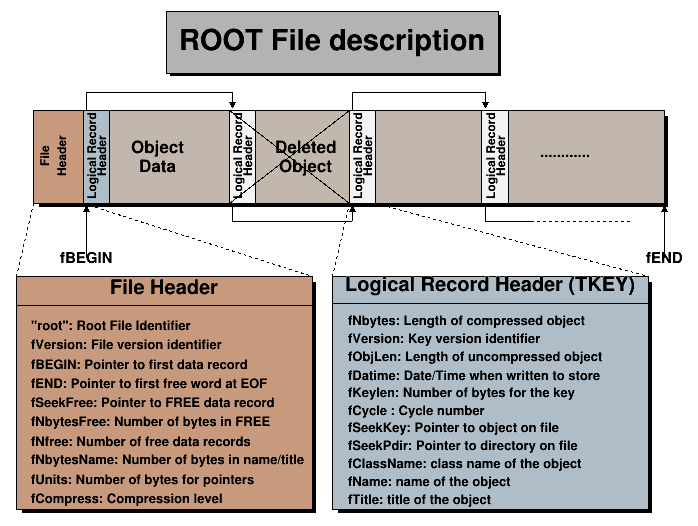 ROOT File description
File
Header
Logical Record
Header
Object
Data
Logical Record
Header
Deleted
Object
Logical Record
Header
Logical Record
Header
............
fBEGIN
fEND
File Header
"root": Root File Identifier
fVersion: File version identifier
fBEGIN: Pointer to first data record
fEND: Pointer to first free word at EOF
fSeekFree: Pointer to FREE data record
fNbytesFree: Number of bytes in FREE
fNfree: Number of free data records
fNbytesName: Number of bytes in name/title
fUnits: Number of bytes for pointers
fCompress: Compression level
Logical Record Header (TKEY)
fNbytes: Length of compressed object
fVersion: Key version identifier
fObjLen: Length of uncompressed object
fDatime: Date/Time when written to store
fKeylen: Number of bytes for the key
fCycle : Cycle number
fSeekKey: Pointer to object on file
fSeekPdir: Pointer to directory on file
fClassName: class name of the object
fName: name of the object
fTitle: title of the object